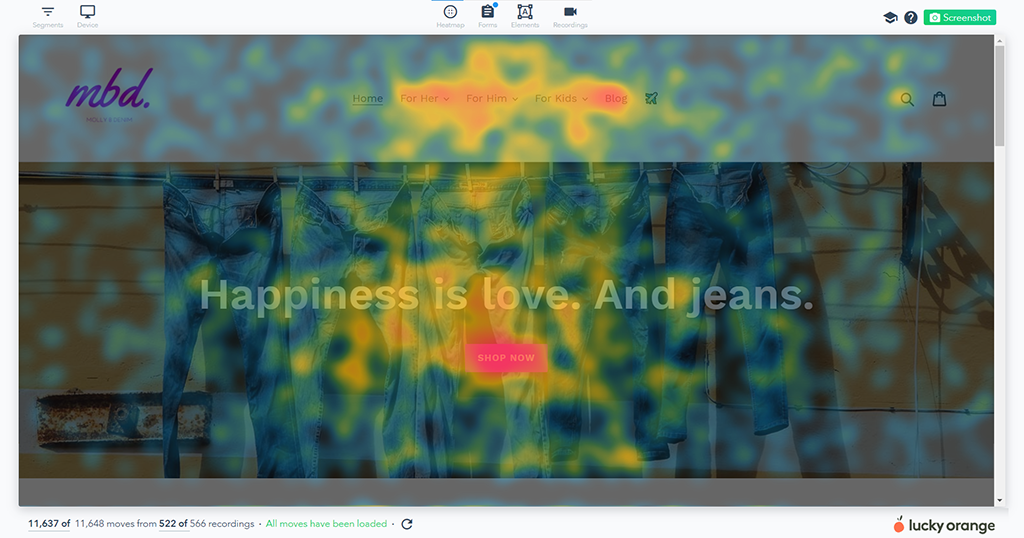 Segments
Device
Heatmap
Forms
Elements
Recordings
Screenshot
mbd.
Home
For Her
For Him
For Kids
Blog
Happiness is love. And jeans.
SHOP NOW
11,637 of 11,648 moves from 522 of 566 recordings · All moves have been loaded ·
lucky orange